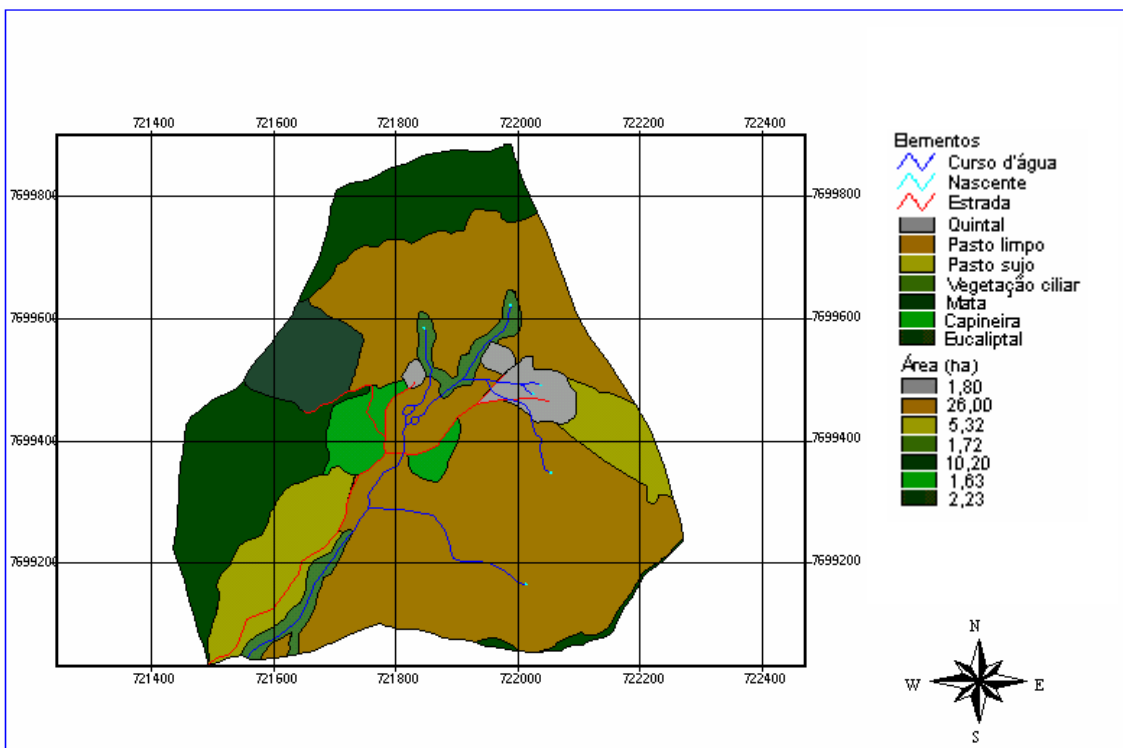 721400 721600 721800 722000 722200 722400
7699800 7699800
7699600 7699600
7699400 7699400
7699200 7699200
721400 721600 721800 722000 722200 722400
Elementos
Curso d'água
Nascente
Estrada
Quintal
Pasto limpo
Pasto sujo
Vegetação ciliar
Mata
Capineira
Eucaliptal
Área (ha)
1,80
26,00
5,32
1,72
10,20
1,63
2,23
N
W E
S